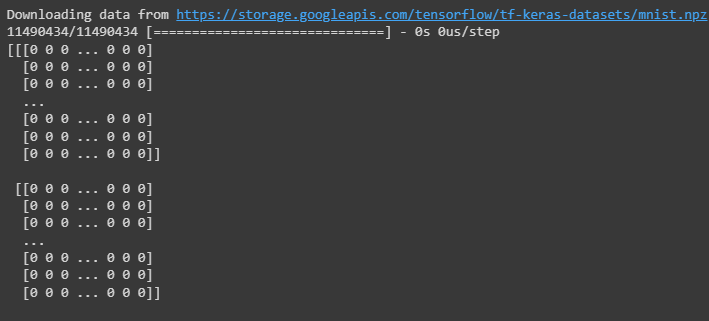 Downloading data from https://storage.googleapis.com/tensorflow/tf-keras-datasets/mnist.npz
11490434/11490434 [==============================] - 0s 0us/step
[[[0 0 0 ... 0 0 0]
  [0 0 0 ... 0 0 0]
  [0 0 0 ... 0 0 0]
  ...
  [0 0 0 ... 0 0 0]
  [0 0 0 ... 0 0 0]
  [0 0 0 ... 0 0 0]]

 [[0 0 0 ... 0 0 0]
  [0 0 0 ... 0 0 0]
  [0 0 0 ... 0 0 0]
  ...
  [0 0 0 ... 0 0 0]
  [0 0 0 ... 0 0 0]
  [0 0 0 ... 0 0 0]]